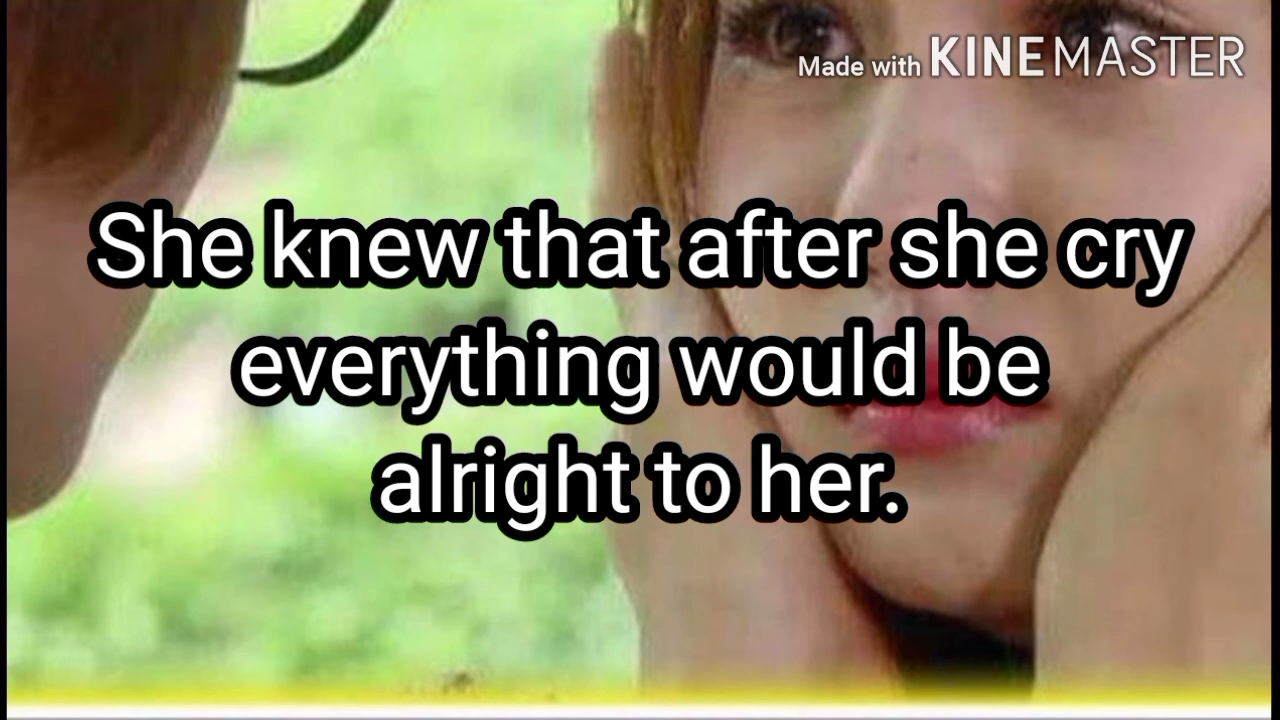 Made with KINEMASTER
She knew that after she cry
everything would be
alright to her.